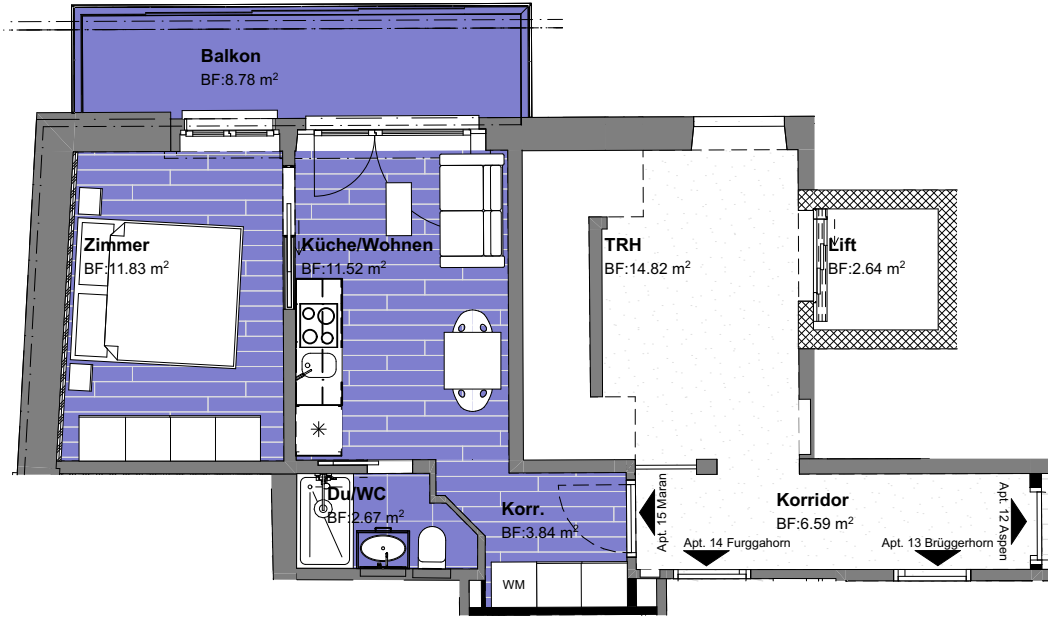 Balkon
BF:8.78 m²
Zimmer
BF:11.83 m²
Küche/Wohnen
BF:11.52 m²
TRH
BF:14.82 m²
Lift
BF:2.64 m²
Du/WC
BF:2.67 m²
Korr.
BF:3.84 m²
WM
Korridor
BF:6.59 m²
Apt. 15 Maran
Apt. 14 Furggahorn
Apt. 13 Brüggerhorn
Apt. 12 Aspen